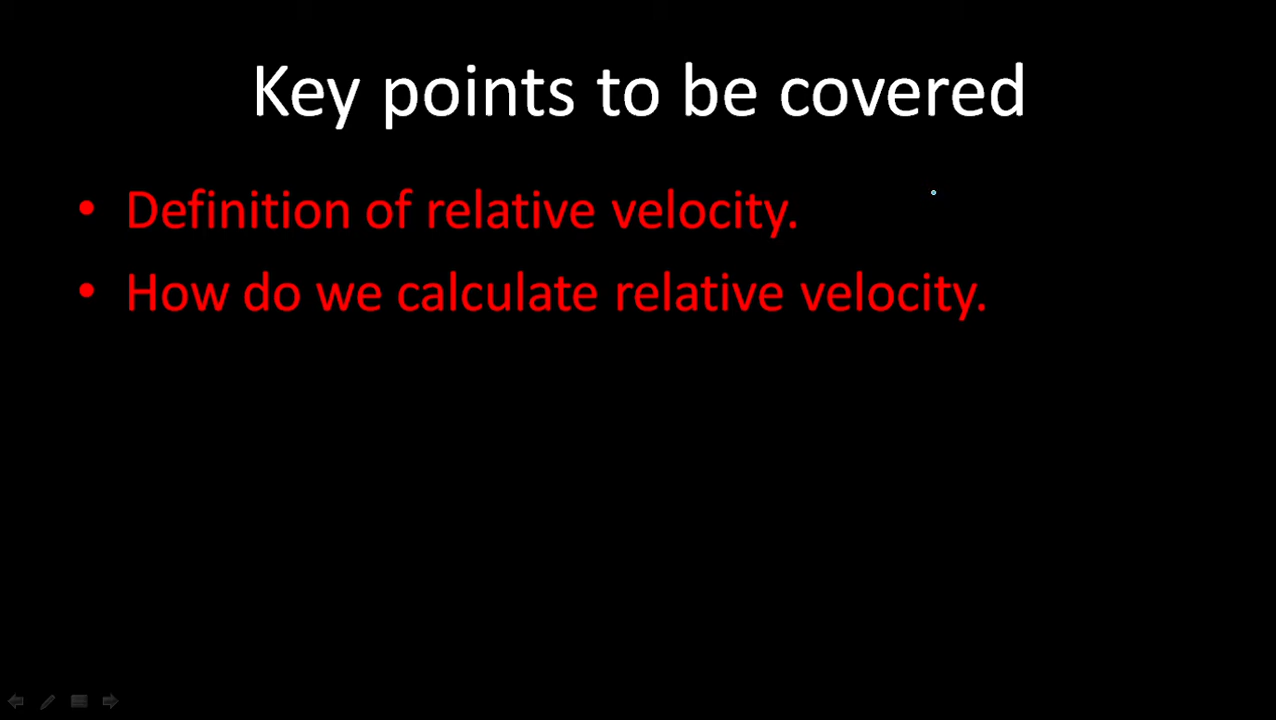 Key points to be covered
• Definition of relative velocity.
• How do we calculate relative velocity.